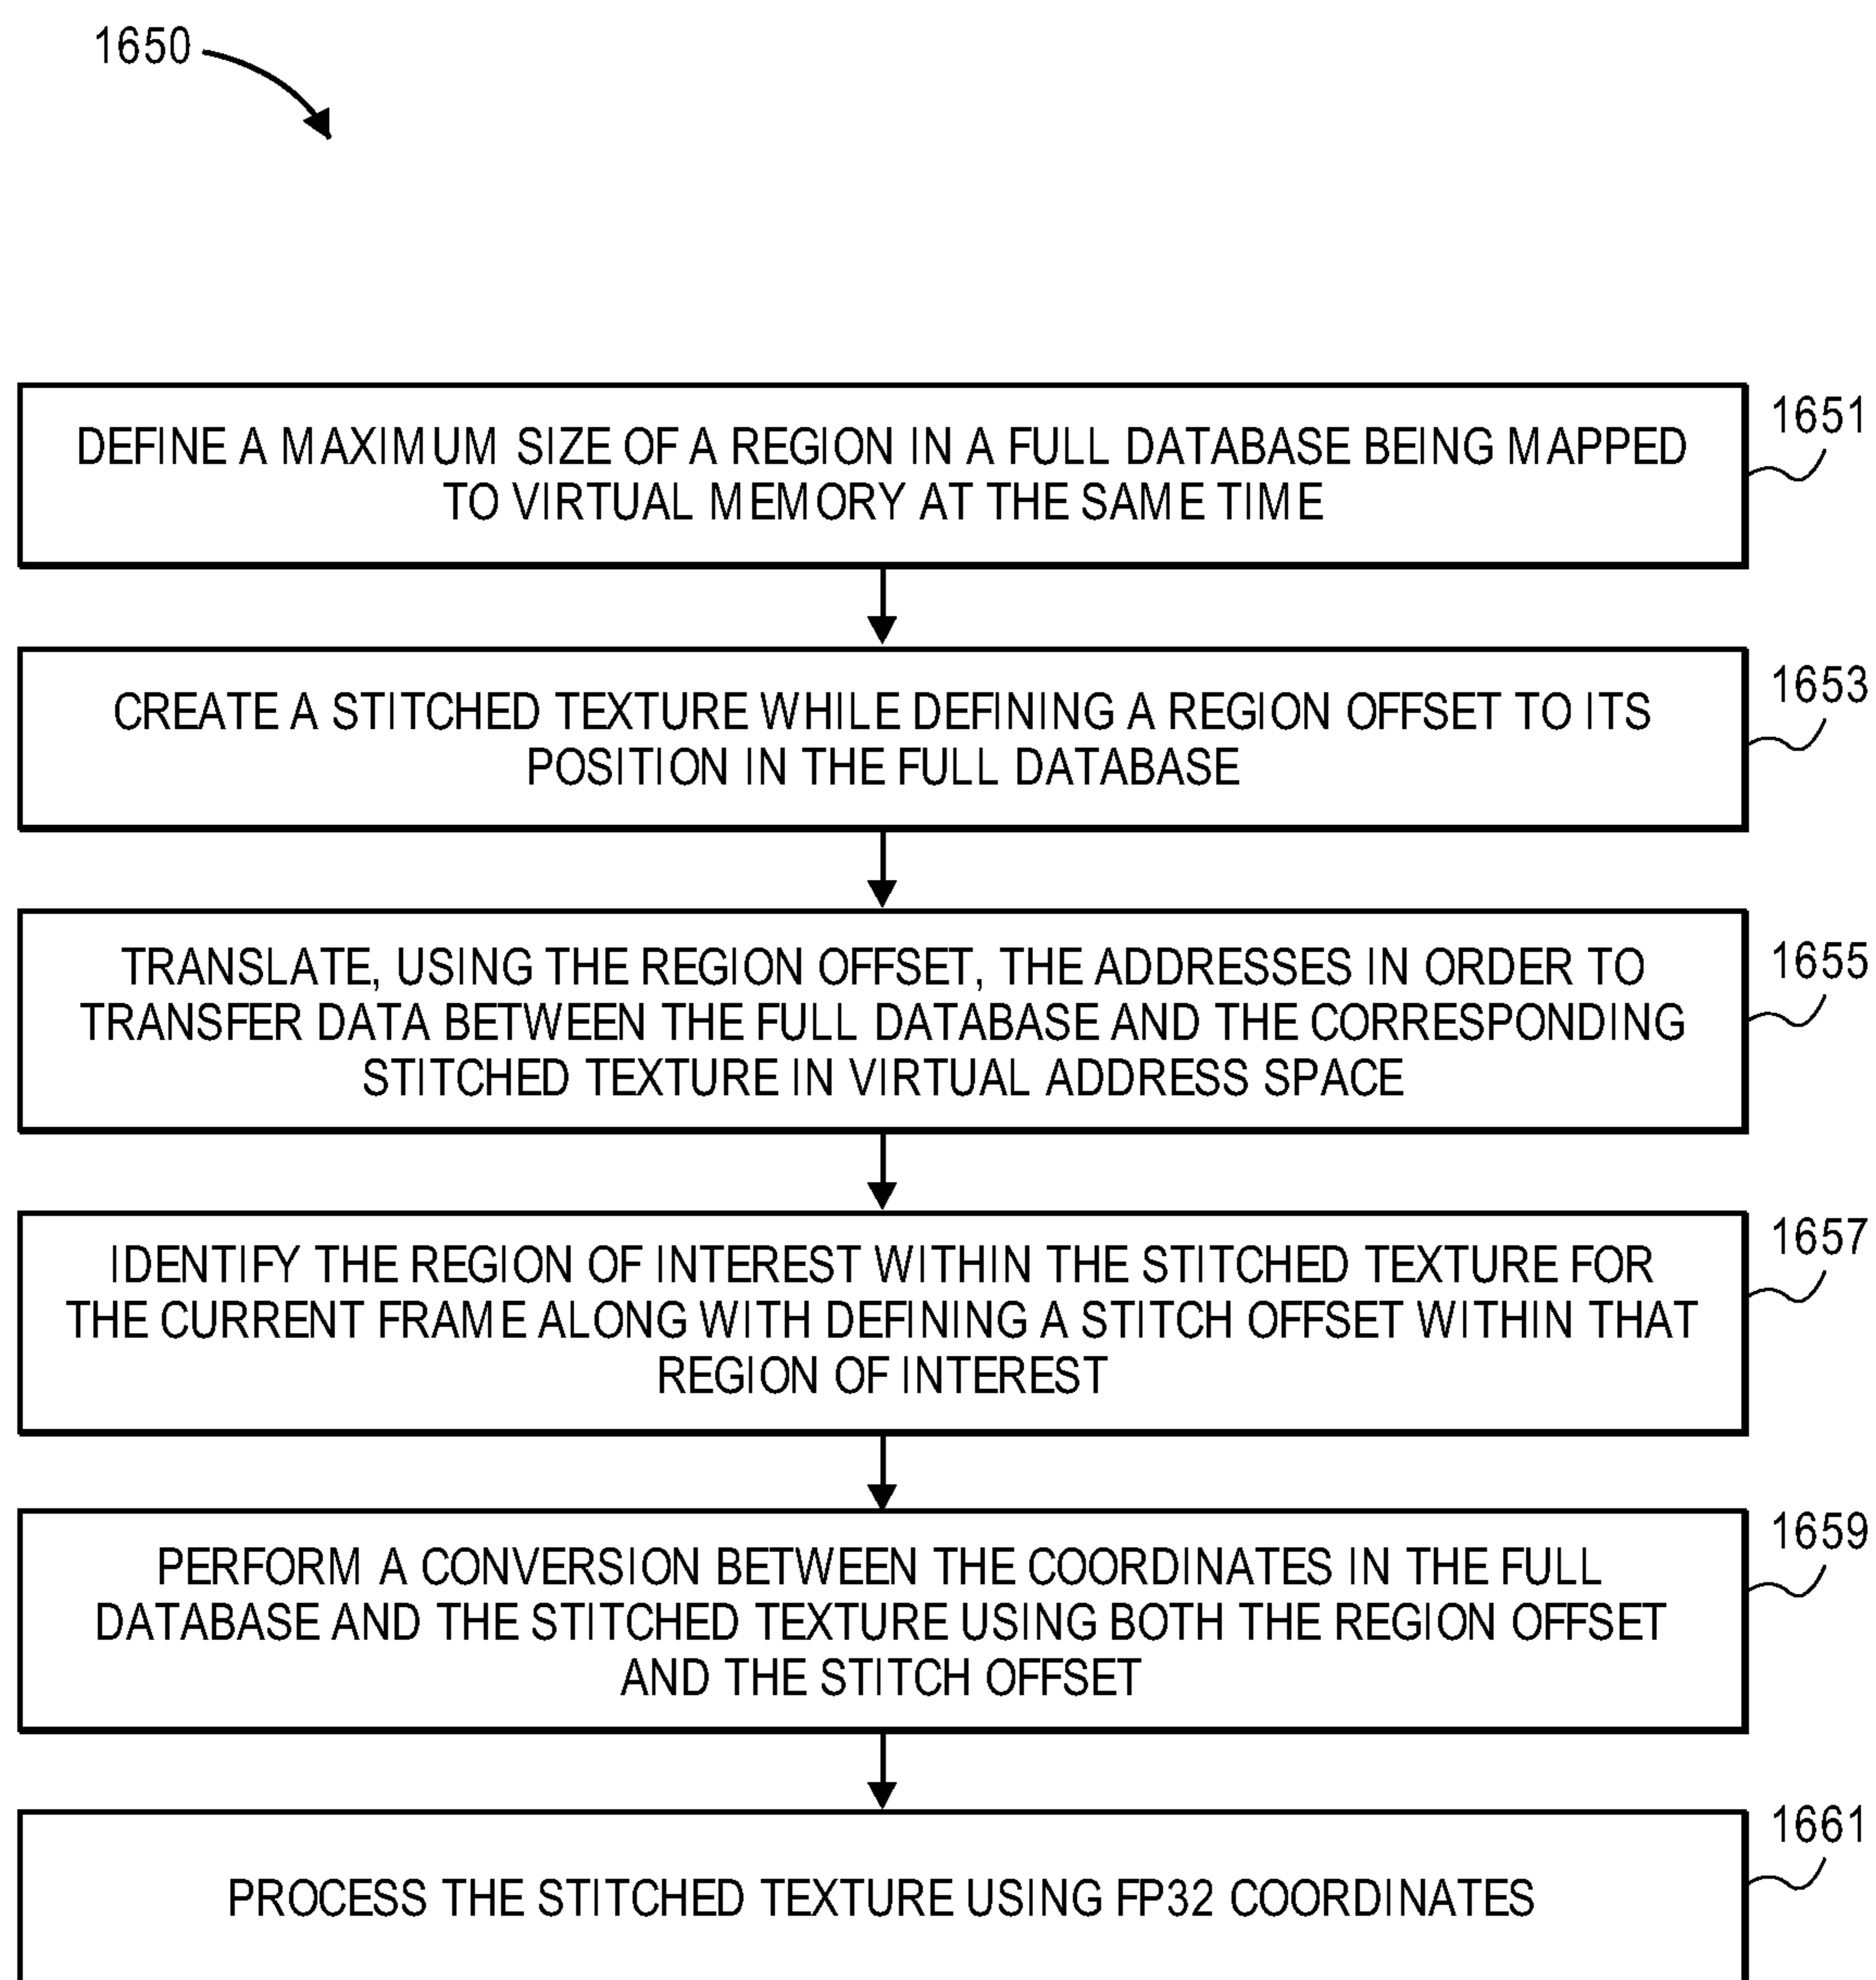 1650
DEFINE A MAXIMUM SIZE OF A REGION IN A FULL DATABASE BEING MAPPED
TO VIRTUAL MEMORY AT THE SAME TIME
1651
CREATE A STITCHED TEXTURE WHILE DEFINING A REGION OFFSET TO ITS
POSITION IN THE FULL DATABASE
1653
TRANSLATE, USING THE REGION OFFSET, THE ADDRESSES IN ORDER TO
TRANSFER DATA BETWEEN THE FULL DATABASE AND THE CORRESPONDING
STITCHED TEXTURE IN VIRTUAL ADDRESS SPACE
1655
IDENTIFY THE REGION OF INTEREST WITHIN THE STITCHED TEXTURE FOR
THE CURRENT FRAME ALONG WITH DEFINING A STITCH OFFSET WITHIN THAT
REGION OF INTEREST
1657
PERFORM A CONVERSION BETWEEN THE COORDINATES IN THE FULL
DATABASE AND THE STITCHED TEXTURE USING BOTH THE REGION OFFSET
AND THE STITCH OFFSET
1659
PROCESS THE STITCHED TEXTURE USING FP32 COORDINATES
1661